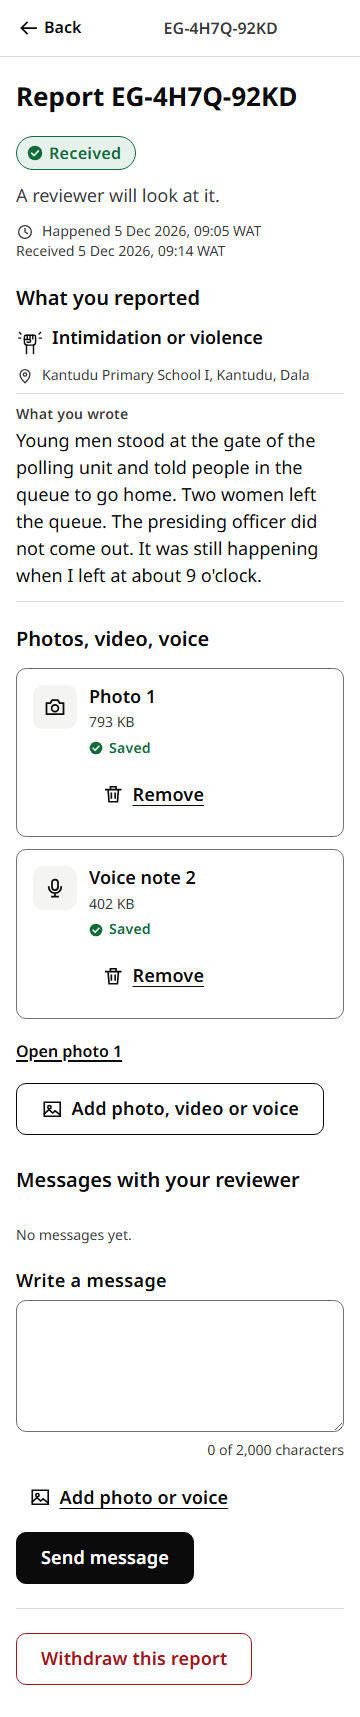 Back
EG-4H7Q-92KD
Report EG-4H7Q-92KD
Received
A reviewer will look at it.
Happened 5 Dec 2026, 09:05 WAT
Received 5 Dec 2026, 09:14 WAT
What you reported
Intimidation or violence
Kantudu Primary School I, Kantudu, Dala
What you wrote
Young men stood at the gate of the
polling unit and told people in the
queue to go home. Two women left
the queue. The presiding officer did
not come out. It was still happening
when I left at about 9 o'clock.
Photos, video, voice
Photo 1
793 KB
Saved
Remove
Voice note 2
402 KB
Saved
Remove
Open photo 1
Add photo, video or voice
Messages with your reviewer
No messages yet.
Write a message
0 of 2,000 characters
Add photo or voice
Send message
Withdraw this report